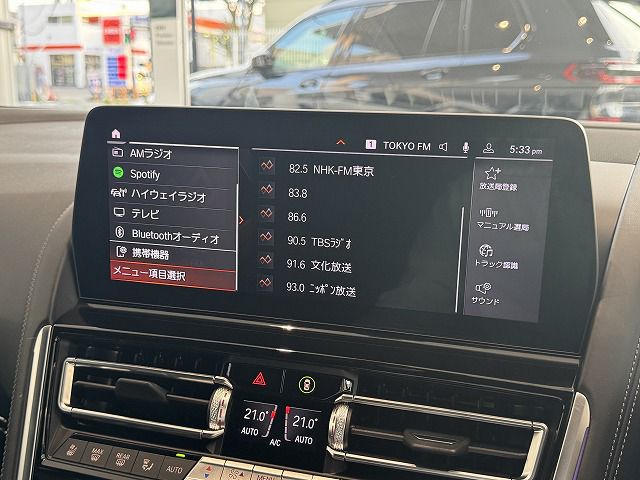 1 TOKYO FM
5:33 pm
AMラジオ
Spotify
ハイウェイラジオ
テレビ
Bluetoothオーディオ
携帯機器
メニュー項目選択
82.5 NHK-FM東京
83.8
86.6
90.5 TBSﾗｼﾞｵ
91.6 文化放送
93.0 ﾆｯﾎﾟﾝ放送
放送局登録
マニュアル選局
トラック認識
サウンド
21.0°
AUTO
A/C
21.0°
AUTO
MAX
REAR
AUTO
MENU